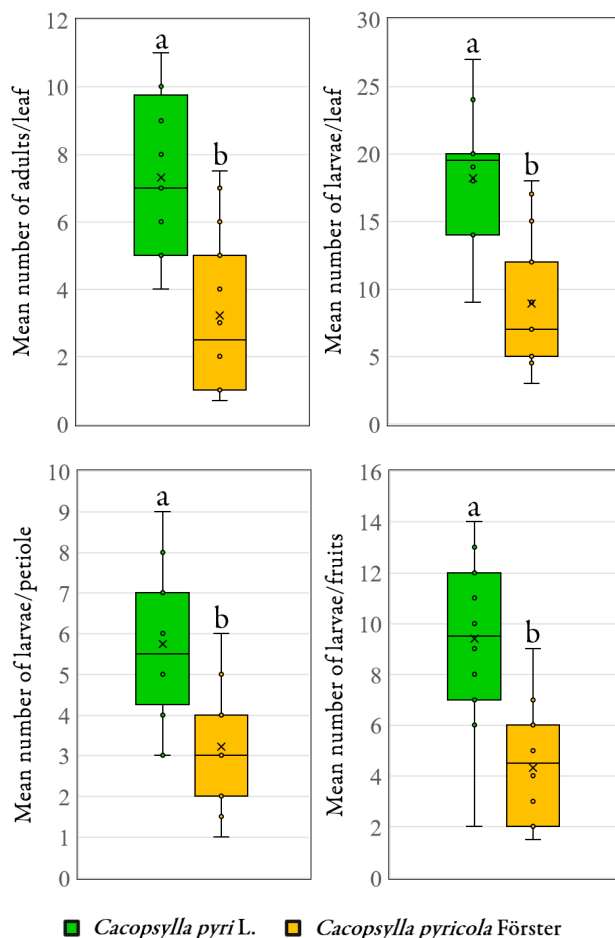 Mean number of adults/leaf
12
10
8
6
4
2
0
a
b
Mean number of larvae/leaf
30
25
20
15
10
5
0
a
b
Mean number of larvae/petiole
10
9
8
7
6
5
4
3
2
1
0
a
b
Mean number of larvae/fruits
16
14
12
10
8
6
4
2
0
a
b
Cacopsylla pyri L. Cacopsylla pyricola Förster